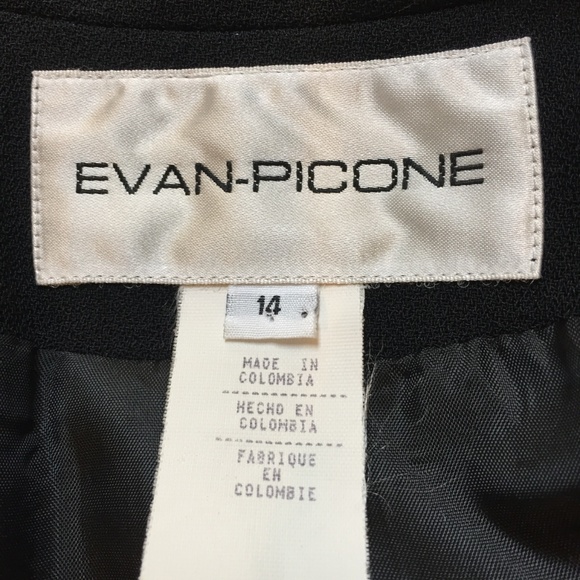 EVAN-PICONE
14
MADE IN
COLOMBIA
HECHO EN
COLOMBIA
FABRIQUE
EN
COLOMBIE